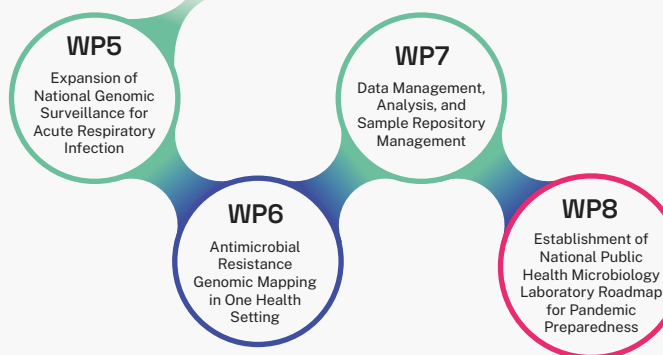 WP5
Expansion of
National Genomic
Surveillance for
Acute Respiratory
Infection
WP6
Antimicrobial
Resistance
Genomic Mapping
in One Health
Setting
WP7
Data Management,
Analysis, and
Sample Repository
Management
WP8
Establishment of
National Public
Health Microbiology
Laboratory Roadmap
for Pandemic
Preparedness